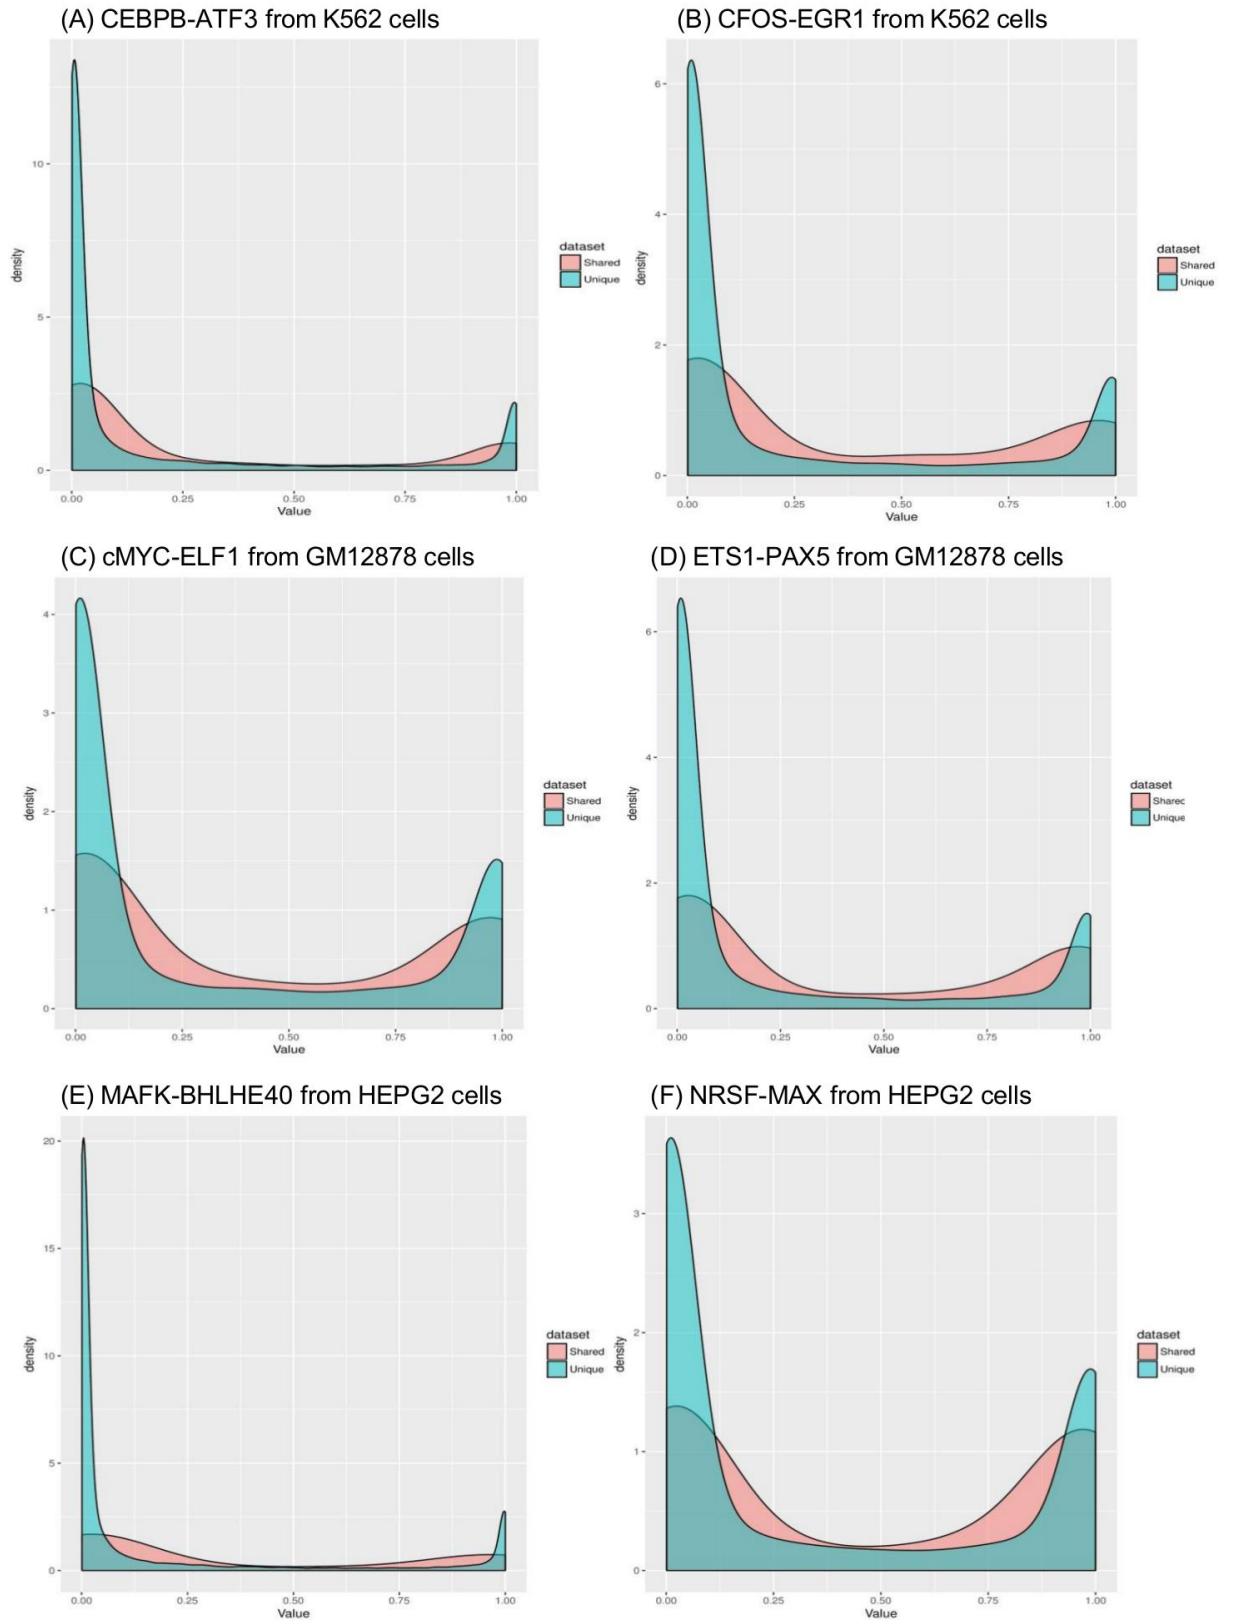 (A) CEBPB-ATF3 from K562 cells
10
5
0
density
0.00 0.25 0.50 0.75 1.00
Value
dataset
Shared
Unique
(B) CFOS-EGR1 from K562 cells
6
4
2
0
density
0.00 0.25 0.50 0.75 1.00
Value
dataset
Shared
Unique
(C) cMYC-ELF1 from GM12878 cells
4
3
2
1
0
density
0.00 0.25 0.50 0.75 1.00
Value
dataset
Shared
Unique
(D) ETS1-PAX5 from GM12878 cells
6
4
2
0
density
0.00 0.25 0.50 0.75 1.00
Value
dataset
Sharec
Unique
(E) MAFK-BHLHE40 from HEPG2 cells
20
15
10
5
0
density
0.00 0.25 0.50 0.75 1.00
Value
dataset
Shared
Unique
(F) NRSF-MAX from HEPG2 cells
3
2
1
0
density
0.00 0.25 0.50 0.75 1.00
Value
dataset
Shared
Unique